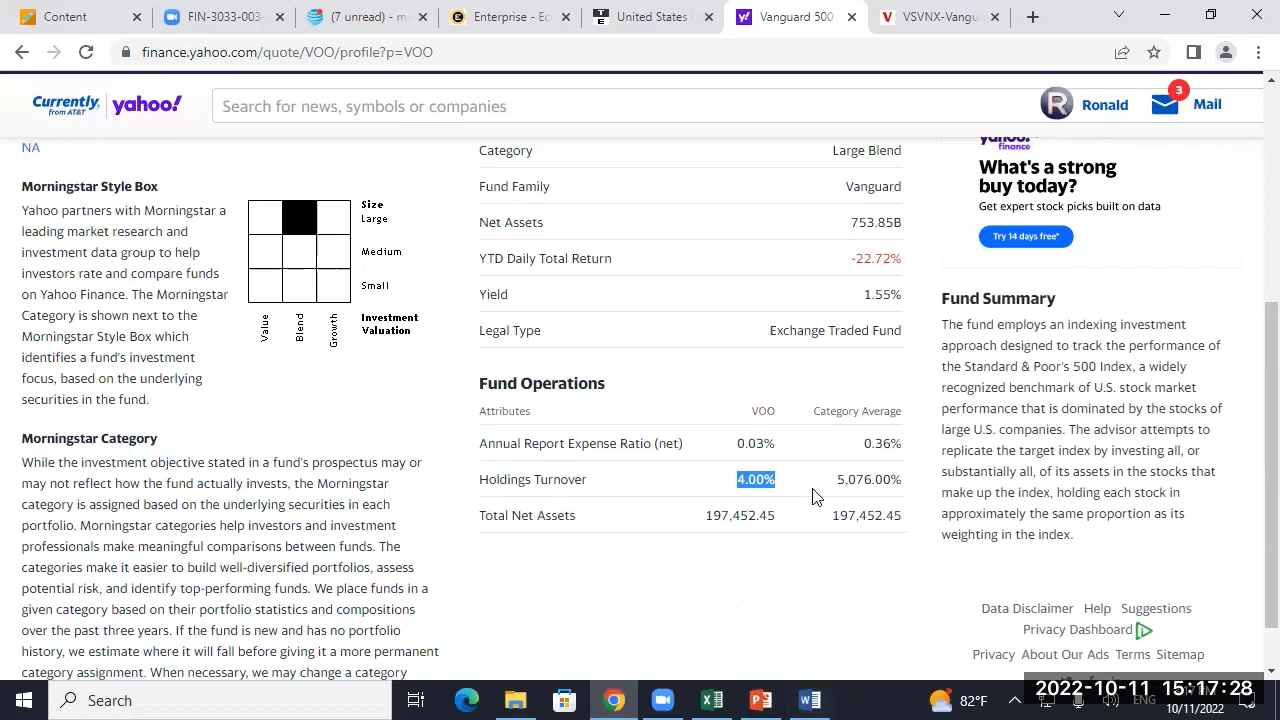 Content
FIN-3033-003-
(7 unread) - m
Enterprise - Ec
United States
Vanguard 500
VSVNX-Vangu
finance.yahoo.com/quote/VOO/profile?p=VOO
Currently,
from AT&T
yahoo!
Search for news, symbols or companies
Ronald
3
Mail
NA
Morningstar Style Box
Yahoo partners with Morningstar a
leading market research and
investment data group to help
investors rate and compare funds
on Yahoo Finance. The Morningstar
Category is shown next to the
Morningstar Style Box which
identifies a fund's investment
focus, based on the underlying
securities in the fund.
Size
Large
Medium
Small
Value
Blend
Growth
Investment
Valuation
Morningstar Category
While the investment objective stated in a fund's prospectus may or
may not reflect how the fund actually invests, the Morningstar
category is assigned based on the underlying securities in each
portfolio. Morningstar categories help investors and investment
professionals make meaningful comparisons between funds. The
categories make it easier to build well-diversified portfolios, assess
potential risk, and identify top-performing funds. We place funds in a
given category based on their portfolio statistics and compositions
over the past three years. If the fund is new and has no portfolio
history, we estimate where it will fall before giving it a more permanent
category assignment. When necessary, we may change a category
Category Large Blend
Fund Family Vanguard
Net Assets 753.85B
YTD Daily Total Return -22.72%
Yield 1.55%
Legal Type Exchange Traded Fund
Fund Operations
Attributes VOO Category Average
Annual Report Expense Ratio (net) 0.03% 0.36%
Holdings Turnover 4.00% 5,076.00%
Total Net Assets 197,452.45 197,452.45
yahoo!
finance
What's a strong
buy today?
Get expert stock picks built on data
Try 14 days free*
Fund Summary
The fund employs an indexing investment
approach designed to track the performance of
the Standard & Poor's 500 Index, a widely
recognized benchmark of U.S. stock market
performance that is dominated by the stocks of
large U.S. companies. The advisor attempts to
replicate the target index by investing all, or
substantially all, of its assets in the stocks that
make up the index, holding each stock in
approximately the same proportion as its
weighting in the index.
Data Disclaimer Help Suggestions
Privacy Dashboard
Privacy About Our Ads Terms Sitemap
Search
82°F
ENG
2022-10-11 15:17:28
10/11/2022